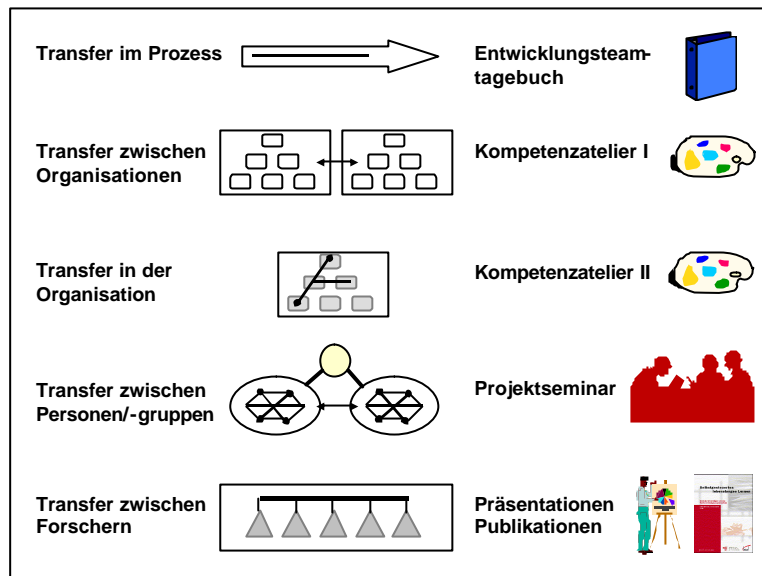 Transfer im Prozess
Entwicklungsteam-
tagebuch
Transfer zwischen
Organisationen
Kompetenzatelier I
Transfer in der
Organisation
Kompetenzatelier II
Transfer zwischen
Personen/-gruppen
Projektseminar
Transfer zwischen
Forschern
Präsentationen
Publikationen